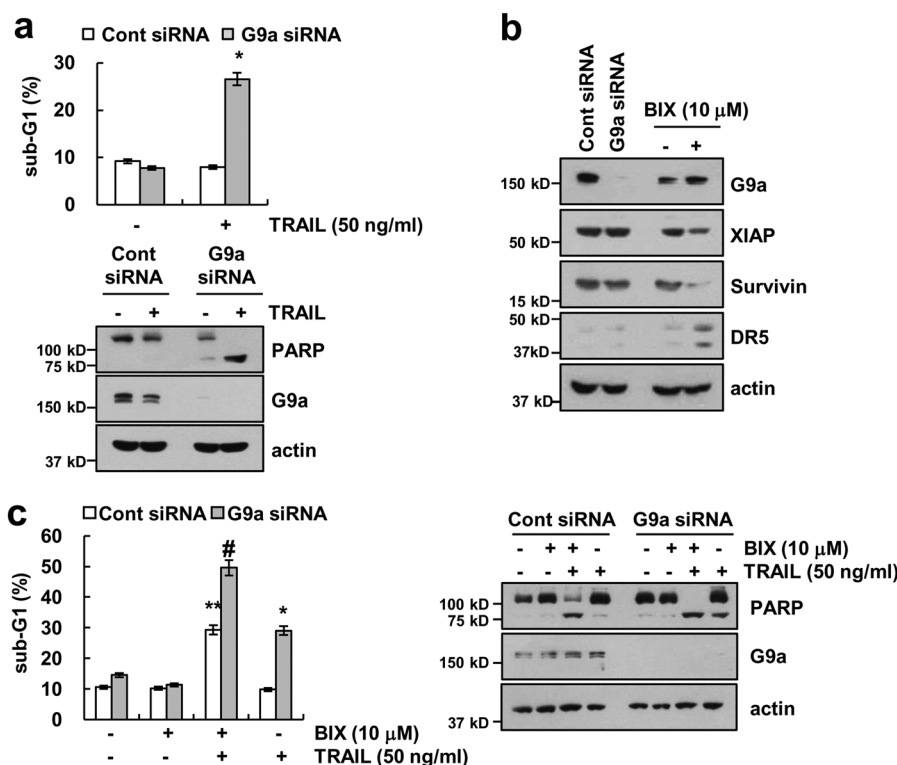 a
Cont siRNA G9a siRNA
sub-G1 (%)
30
20
10
0
*
- + TRAIL (50 ng/ml)
Cont siRNA G9a siRNA
- + - + TRAIL
100 kD
75 kD
PARP
150 kD
G9a
37 kD
actin
b
Cont siRNA
G9a siRNA
BIX (10 μM)
- +
150 kD
G9a
50 kD
XIAP
15 kD
Survivin
50 kD
37kD
DR5
37 kD
actin
c
Cont siRNA G9a siRNA
sub-G1 (%)
60
50
40
30
20
10
0
**
#
*
- + + - BIX (10 μM)
- - + + TRAIL (50 ng/ml)
Cont siRNA G9a siRNA
- + + - - + + - BIX (10 μM)
- - + + - - + + TRAIL (50 ng/ml)
100 kD
75 kD
PARP
150 kD
G9a
37 kD
actin